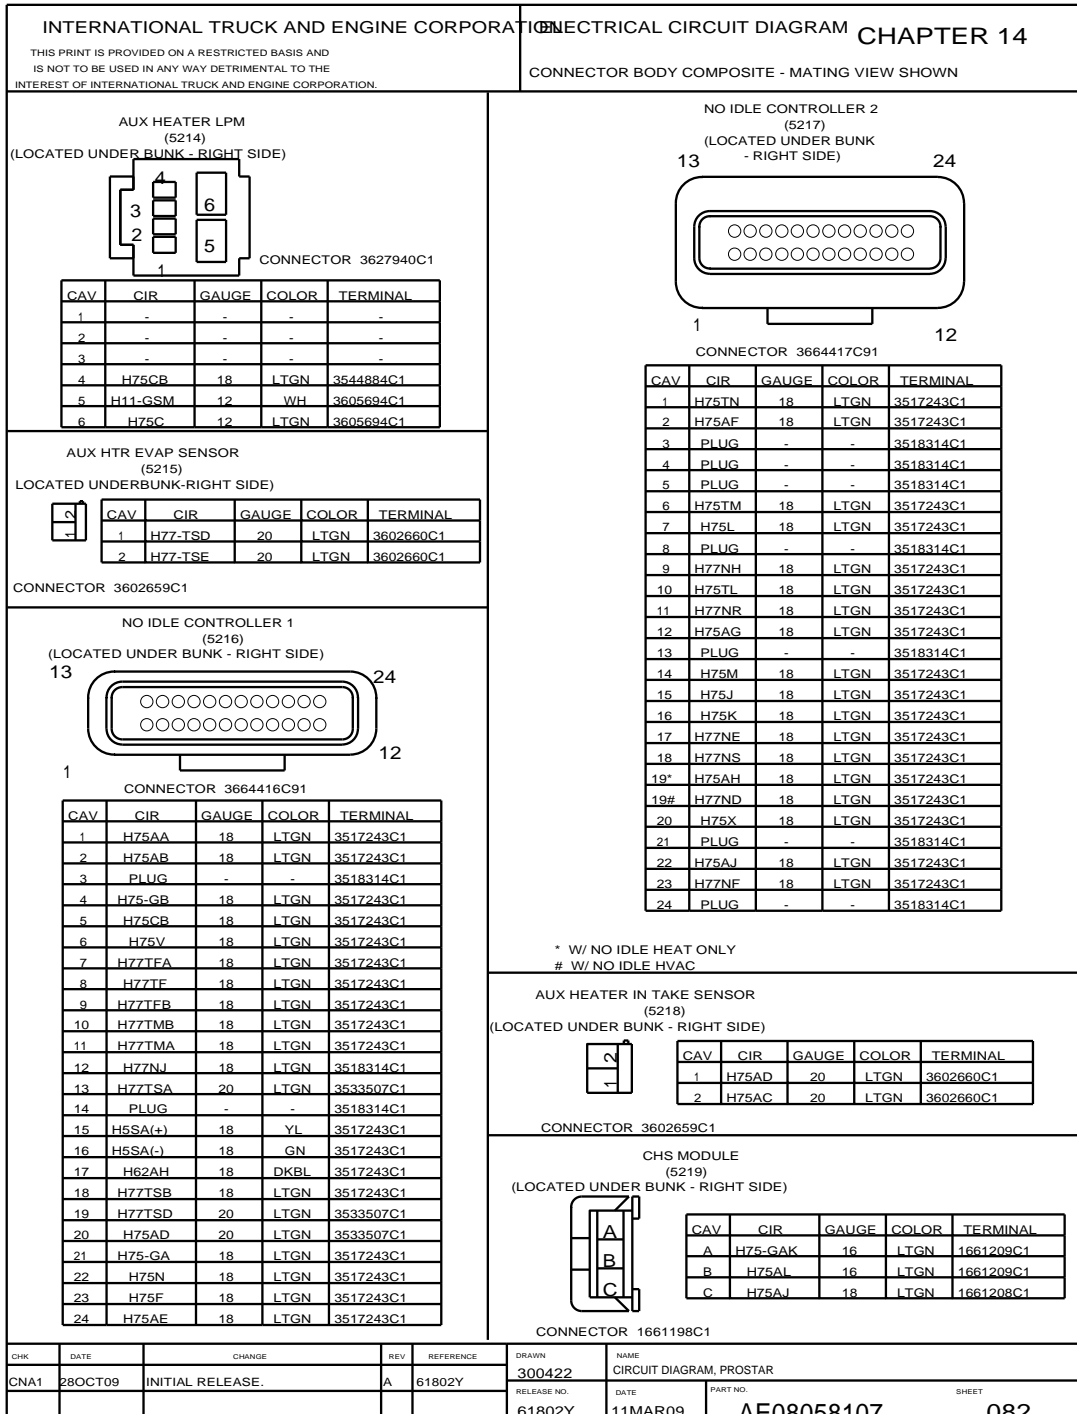 INTERNATIONAL TRUCK AND ENGINE CORPORATION
THIS PRINT IS PROVIDED ON A RESTRICTED BASIS AND
IS NOT TO BE USED IN ANY WAY DETRIMENTAL TO THE
INTEREST OF INTERNATIONAL TRUCK AND ENGINE CORPORATION.
ELECTRICAL CIRCUIT DIAGRAM CHAPTER 14
CONNECTOR BODY COMPOSITE - MATING VIEW SHOWN
AUX HEATER LPM
(5214)
(LOCATED UNDER BUNK - RIGHT SIDE)
4
3 6
2 5
1
CONNECTOR 3627940C1
CAV CIR GAUGE COLOR TERMINAL
1 - - - -
2 - - - -
3 - - - -
4 H75CB 18 LTGN 3544884C1
5 H11-GSM 12 WH 3605694C1
6 H75C 12 LTGN 3605694C1
AUX HTR EVAP SENSOR
(5215)
LOCATED UNDERBUNK-RIGHT SIDE)
1 2
CAV CIR GAUGE COLOR TERMINAL
1 H77-TSD 20 LTGN 3602660C1
2 H77-TSE 20 LTGN 3602660C1
CONNECTOR 3602659C1
NO IDLE CONTROLLER 1
(5216)
(LOCATED UNDER BUNK - RIGHT SIDE)
13 24
1 12
CONNECTOR 3664416C91
CAV CIR GAUGE COLOR TERMINAL
1 H75AA 18 LTGN 3517243C1
2 H75AB 18 LTGN 3517243C1
3 PLUG - - 3518314C1
4 H75-GB 18 LTGN 3517243C1
5 H75CB 18 LTGN 3517243C1
6 H75V 18 LTGN 3517243C1
7 H77TFA 18 LTGN 3517243C1
8 H77TF 18 LTGN 3517243C1
9 H77TFB 18 LTGN 3517243C1
10 H77TMB 18 LTGN 3517243C1
11 H77TMA 18 LTGN 3517243C1
12 H77NJ 18 LTGN 3518314C1
13 H77TSA 20 LTGN 3533507C1
14 PLUG - - 3518314C1
15 H5SA(+) 18 YL 3517243C1
16 H5SA(-) 18 GN 3517243C1
17 H62AH 18 DKBL 3517243C1
18 H77TSB 18 LTGN 3517243C1
19 H77TSD 20 LTGN 3533507C1
20 H75AD 20 LTGN 3533507C1
21 H75-GA 18 LTGN 3517243C1
22 H75N 18 LTGN 3517243C1
23 H75F 18 LTGN 3517243C1
24 H75AE 18 LTGN 3517243C1
NO IDLE CONTROLLER 2
(5217)
(LOCATED UNDER BUNK
- RIGHT SIDE)
13 24
1 12
CONNECTOR 3664417C91
CAV CIR GAUGE COLOR TERMINAL
1 H75TN 18 LTGN 3517243C1
2 H75AF 18 LTGN 3517243C1
3 PLUG - - 3518314C1
4 PLUG - - 3518314C1
5 PLUG - - 3518314C1
6 H75TM 18 LTGN 3517243C1
7 H75L 18 LTGN 3517243C1
8 PLUG - - 3518314C1
9 H77NH 18 LTGN 3517243C1
10 H75TL 18 LTGN 3517243C1
11 H77NR 18 LTGN 3517243C1
12 H75AG 18 LTGN 3517243C1
13 PLUG - - 3518314C1
14 H75M 18 LTGN 3517243C1
15 H75J 18 LTGN 3517243C1
16 H75K 18 LTGN 3517243C1
17 H77NE 18 LTGN 3517243C1
18 H77NS 18 LTGN 3517243C1
19* H75AH 18 LTGN 3517243C1
19# H77ND 18 LTGN 3517243C1
20 H75X 18 LTGN 3517243C1
21 PLUG - - 3518314C1
22 H75AJ 18 LTGN 3517243C1
23 H77NF 18 LTGN 3517243C1
24 PLUG - - 3518314C1
* W/ NO IDLE HEAT ONLY
# W/ NO IDLE HVAC
AUX HEATER IN TAKE SENSOR
(5218)
(LOCATED UNDER BUNK - RIGHT SIDE)
1 2
CAV CIR GAUGE COLOR TERMINAL
1 H75AD 20 LTGN 3602660C1
2 H75AC 20 LTGN 3602660C1
CONNECTOR 3602659C1
CHS MODULE
(5219)
(LOCATED UNDER BUNK - RIGHT SIDE)
A
B
C
CAV CIR GAUGE COLOR TERMINAL
A H75-GAK 16 LTGN 1661209C1
B H75AL 16 LTGN 1661209C1
C H75AJ 18 LTGN 1661208C1
CONNECTOR 1661198C1
CHK DATE CHANGE REV REFERENCE
CNA1 28OCT09 INITIAL RELEASE. A 61802Y
DRAWN NAME
300422 CIRCUIT DIAGRAM, PROSTAR
RELEASE NO. DATE PART NO. SHEET
61802Y 11MAR09 AE08058107 082